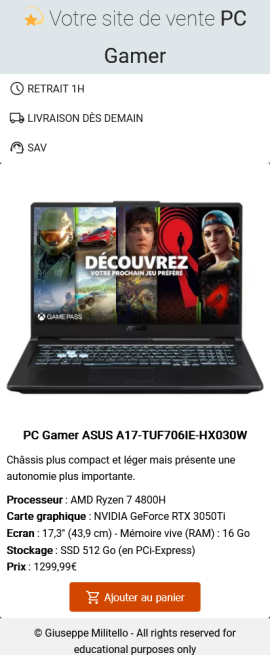 Votre site de vente PC
Gamer
RETRAIT 1H
LIVRAISON DÈS DEMAIN
SAV
DÉCOUVREZ
VOTRE PROCHAIN JEU PRÉFÉRÉ
GAME PASS
PC Gamer ASUS A17-TUF706IE-HX030W
Châssis plus compact et léger mais présente une
autonomie plus importante.
Processeur : AMD Ryzen 7 4800H
Carte graphique : NVIDIA GeForce RTX 3050Ti
Ecran : 17,3" (43,9 cm) - Mémoire vive (RAM) : 16 Go
Stockage : SSD 512 Go (en PCi-Express)
Prix : 1299,99€
Ajouter au panier
© Giuseppe Militello - All rights reserved for
educational purposes only